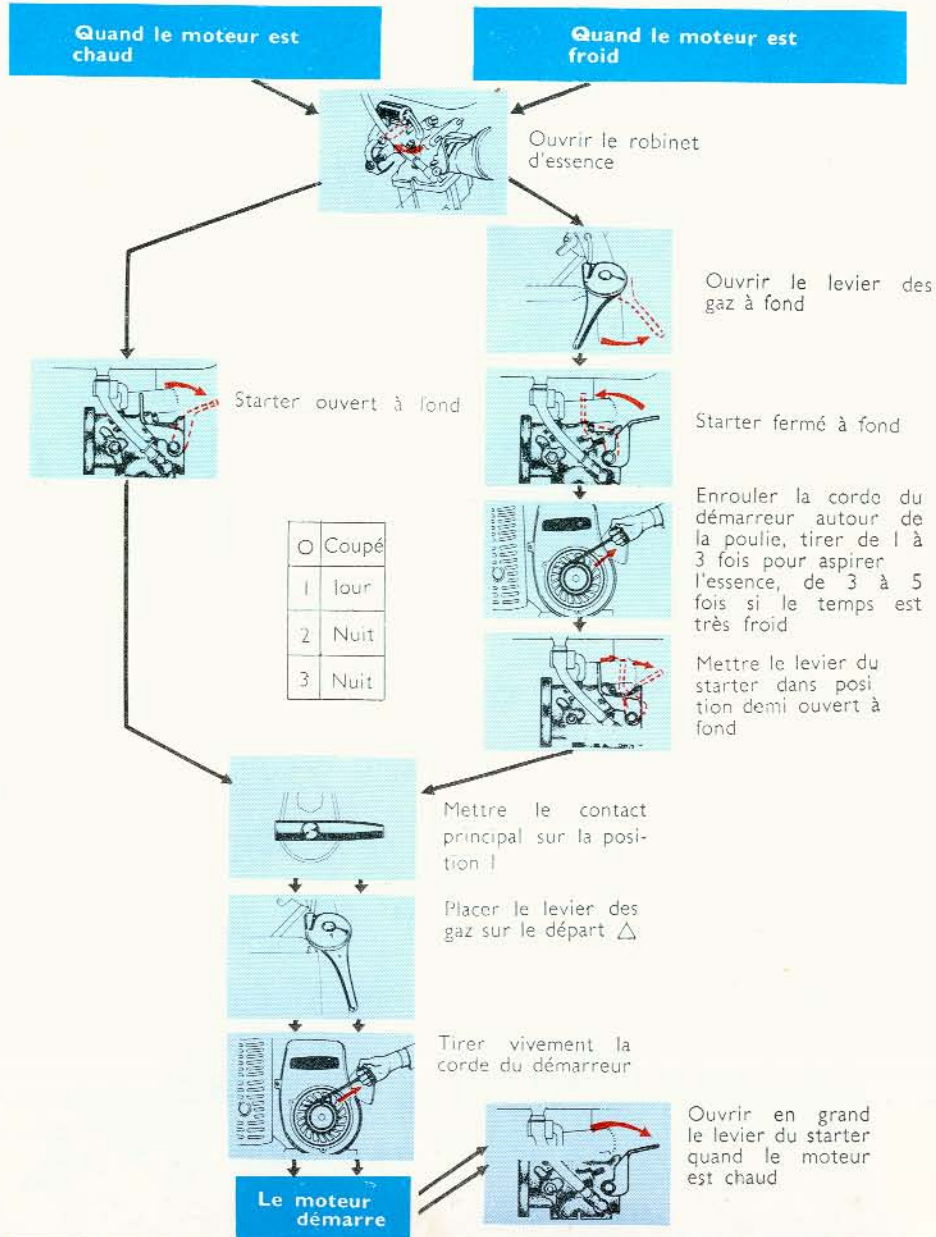 Quand le moteur est
chaud
Quand le moteur est
froid
Ouvrir le robinet
d'essence
Ouvrir le levier des
gaz à fond
Starter ouvert à fond
Starter fermé à fond
Enrouler la corde du
démarreur autour de
la poulie, tirer de 1 à
3 fois pour aspirer
l'essence, de 3 à 5
fois si le temps est
très froid
O Coupé
1 Jour
2 Nuit
3 Nuit
Mettre le levier du
starter dans posi
tion demi ouvert à
fond
Mettre le contact
principal sur la posi-
tion 1
Placer le levier des
gaz sur le départ △
Tirer vivement la
corde du démarreur
Ouvrir en grand
le levier du starter
quand le moteur
est chaud
Le moteur
démarre